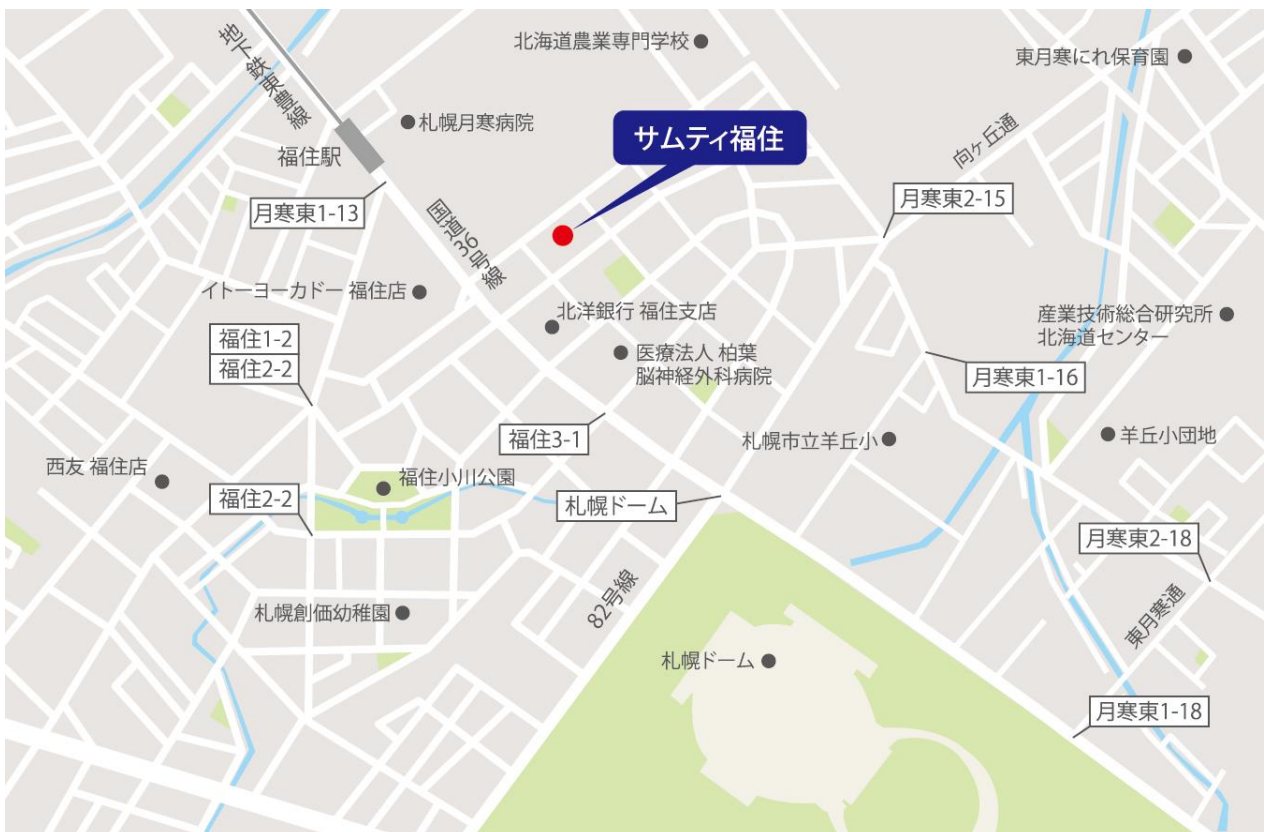 地下鉄東豊線
北海道農業専門学校
東月寒にれ保育園
札幌月寒病院
サムティ福住
向ヶ丘通
福住駅
月寒東1-13
国道36号線
月寒東2-15
イトーヨーカドー 福住店
北洋銀行 福住支店
産業技術総合研究所
北海道センター
福住1-2
福住2-2
医療法人 柏葉
脳神経外科病院
月寒東1-16
福住3-1
札幌市立羊丘小
羊丘小団地
西友 福住店
福住小川公園
福住2-2
札幌ドーム
月寒東2-18
82号線
札幌創価幼稚園
東月寒通
札幌ドーム
月寒東1-18